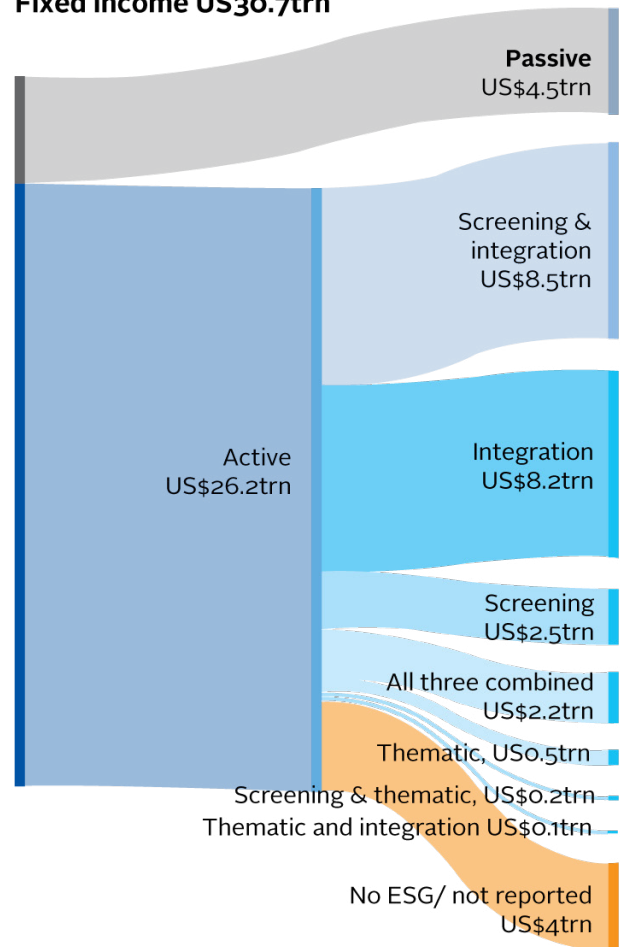 Fixed income US30.7trn
Passive
US$4.5trn
Screening &
integration
US$8.5trn
Active
US$26.2trn
Integration
US$8.2trn
Screening
US$2.5trn
All three combined
US$2.2trn
Thematic, US0.5trn
Screening & thematic, US$0.2trn
Thematic and integration US$0.1trn
No ESG/ not reported
US$4trn